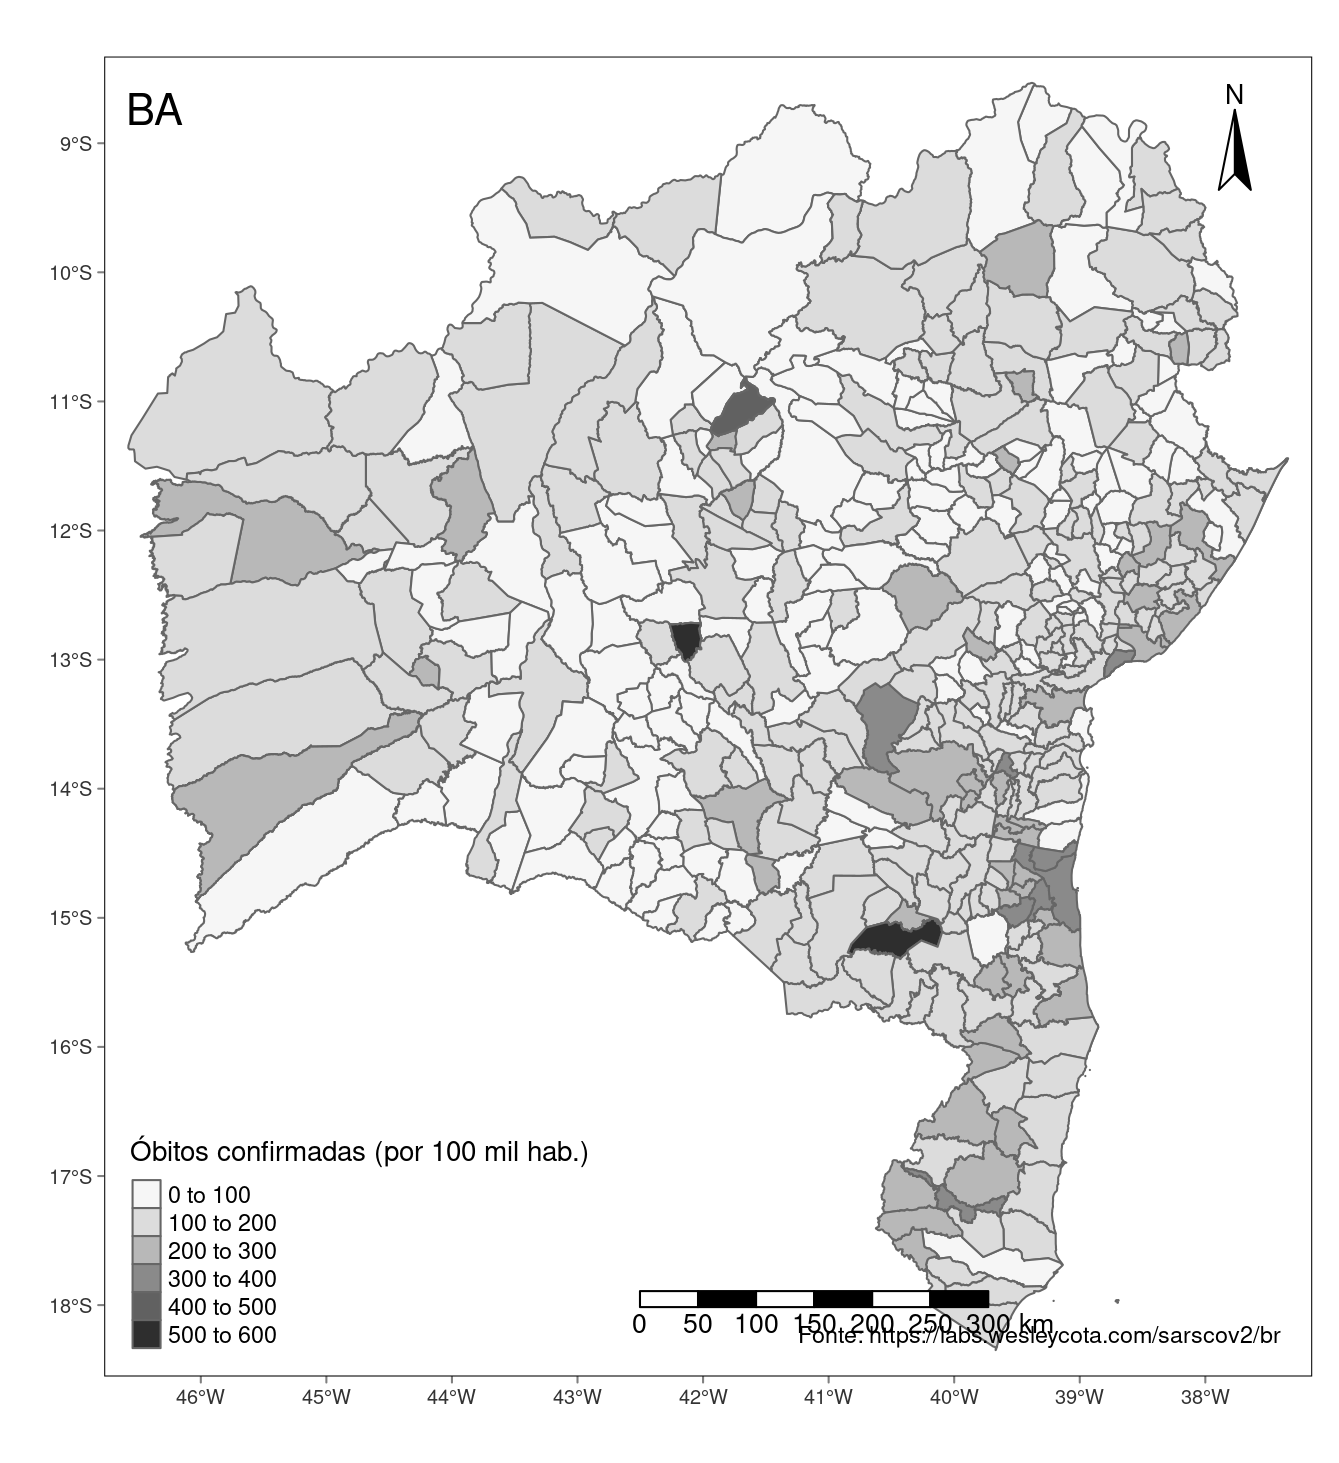 BA
N
9°S
10°S
11°S
12°S
13°S
14°S
15°S
16°S
17°S
18°S
Óbitos confirmadas (por 100 mil hab.)
0 to 100
100 to 200
200 to 300
300 to 400
400 to 500
500 to 600
0 50 100 150 200 250 300 km
Fonte: https://labs.wesleycota.com/sarscov2/br
46°W 45°W 44°W 43°W 42°W 41°W 40°W 39°W 38°W